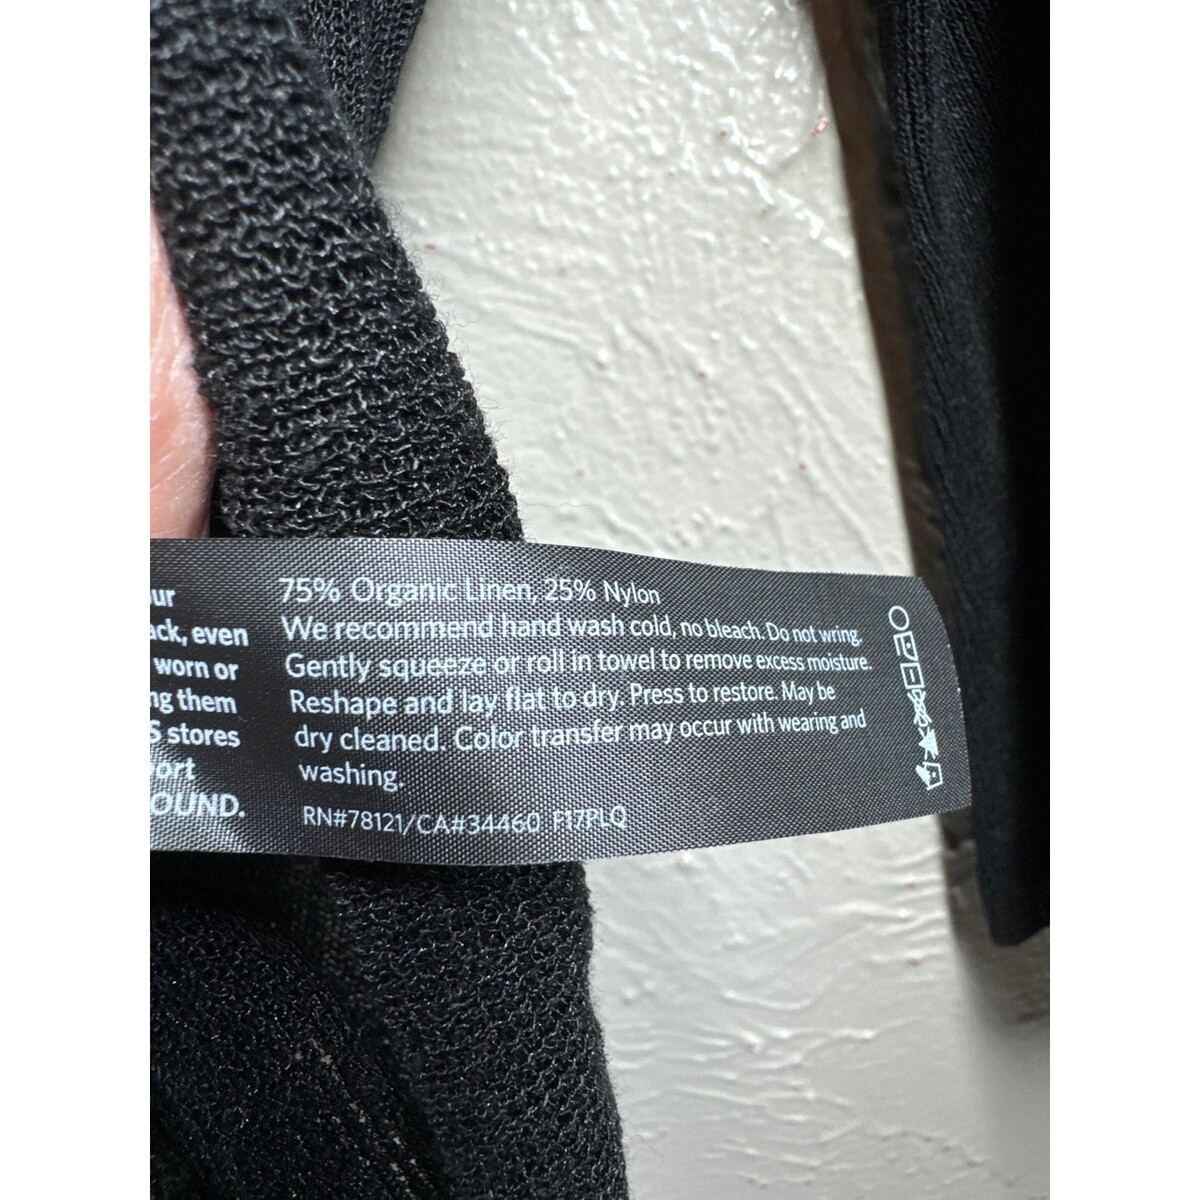 ur
ack, even
worn or
ng them
S stores
ort
OUND.
75% Organic Linen, 25% Nylon
We recommend hand wash cold, no bleach. Do not wring.
Gently squeeze or roll in towel to remove excess moisture.
Reshape and lay flat to dry. Press to restore. May be
dry cleaned. Color transfer may occur with wearing and
washing.
RN#78121/CA#34460 F17PLQ